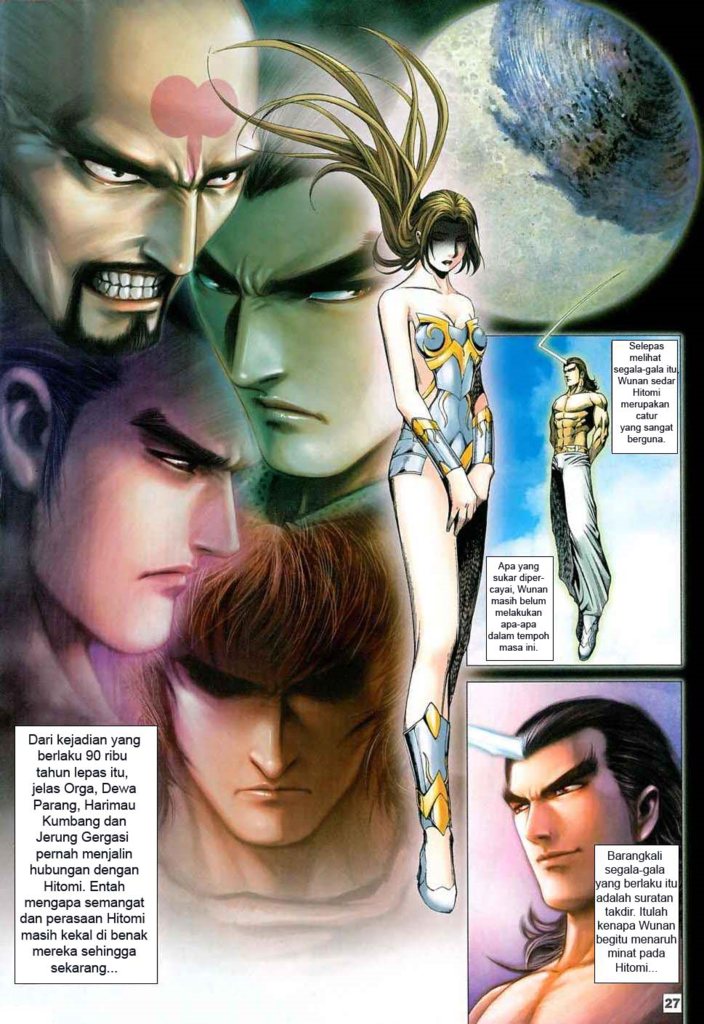 Selepas
melihat
segala-gala itu,
Wunan sedar
Hitomi
merupakan
catur
yang sangat
berguna.
Apa yang
sukar diper-
cayai, Wunan
masih belum
melakukan
apa-apa
dalam tempoh
masa ini.
Dari kejadian yang
berlaku 90 ribu
tahun lepas itu,
jelas Orga, Dewa
Parang, Harimau
Kumbang dan
Jerung Gergasi
pernah menjalin
hubungan dengan
Hitomi. Entah
mengapa semangat
dan perasaan Hitomi
masih kekal di benak
mereka sehingga
sekarang...
Barangkali
segala-gala
yang berlaku itu
adalah suratan
takdir. Itulah
kenapa Wunan
begitu menaruh
minat pada
Hitomi...
27